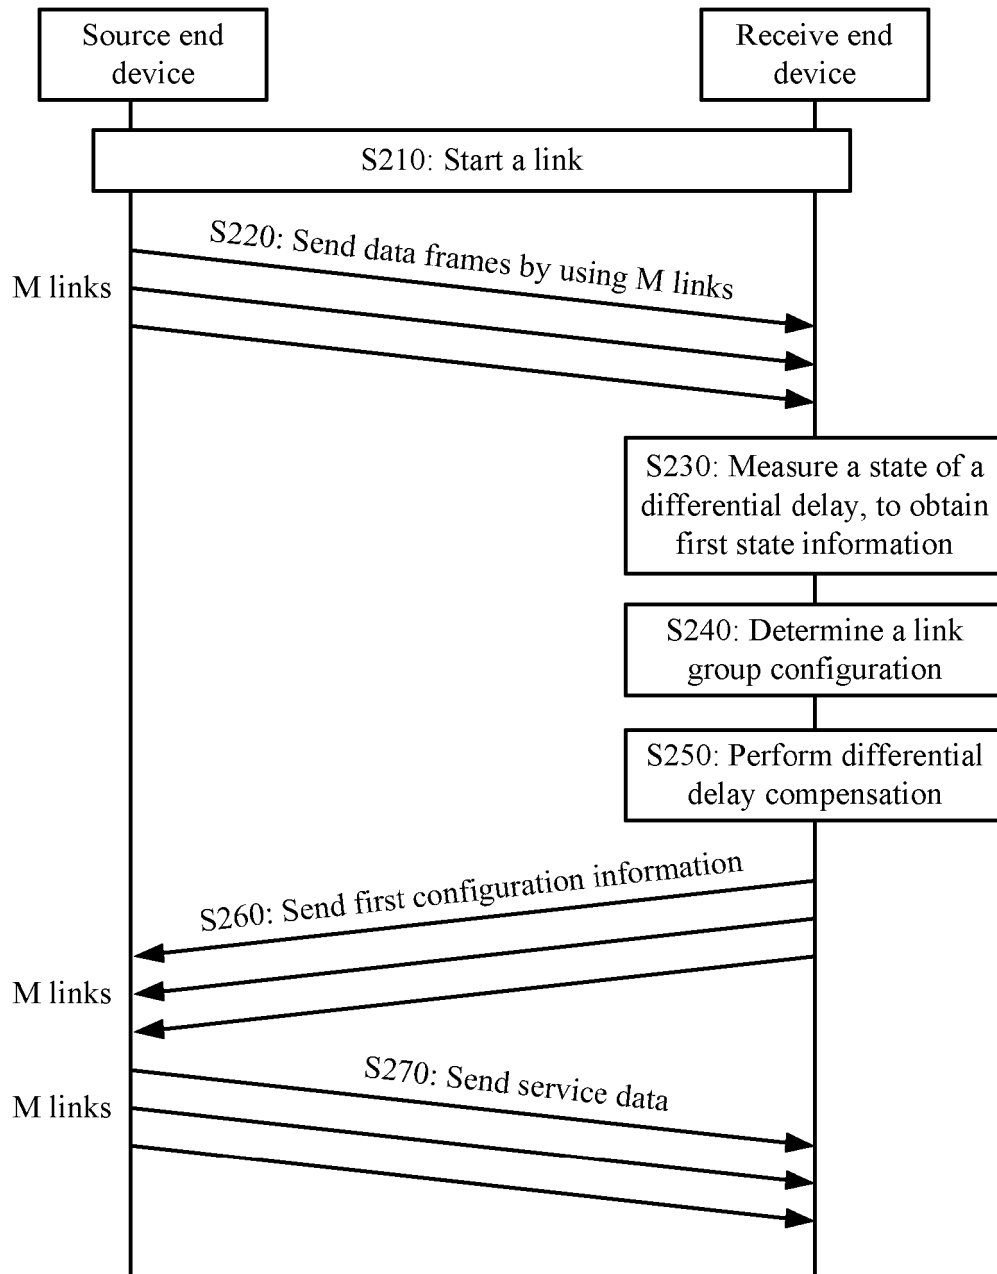 Source end
device
Receive end
device
S210: Start a link
S220: Send data frames by using M links
M links
S230: Measure a state of a
differential delay, to obtain
first state information
S240: Determine a link
group configuration
S250: Perform differential
delay compensation
S260: Send first configuration information
M links
S270: Send service data
M links